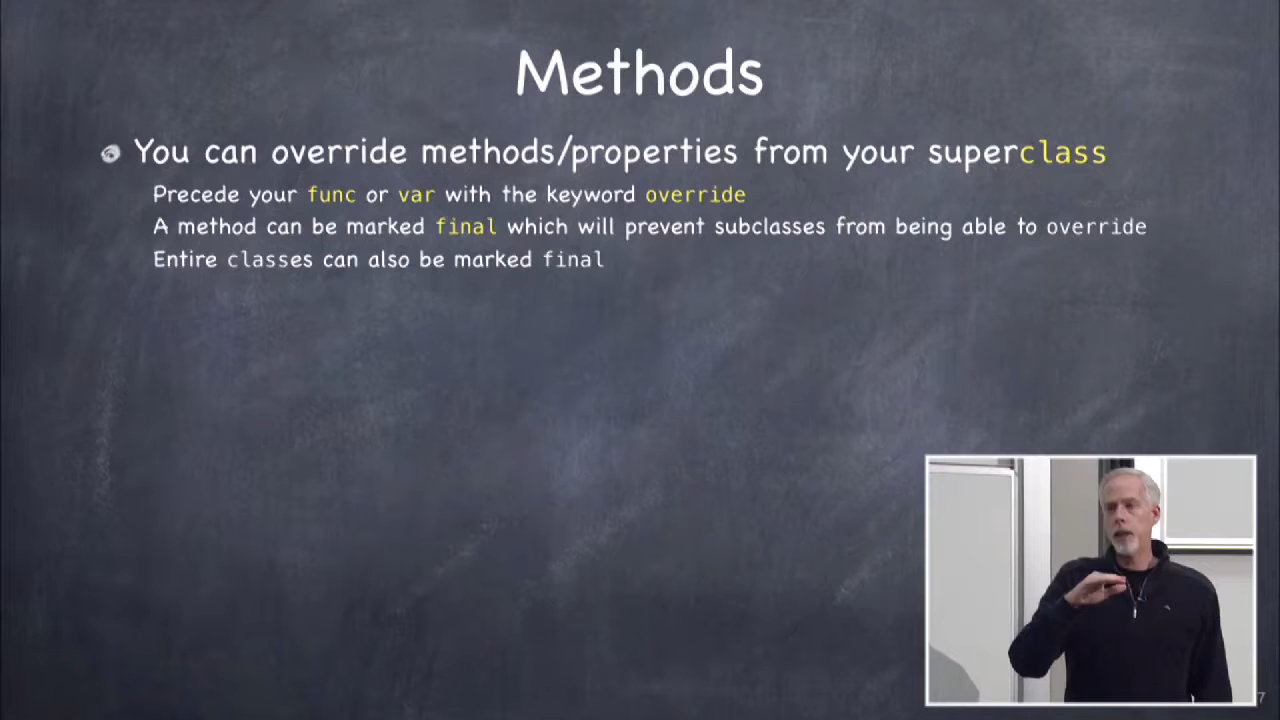 Methods
You can override methods/properties from your superclass
Precede your func or var with the keyword override
A method can be marked final which will prevent subclasses from being able to override
Entire classes can also be marked final
7